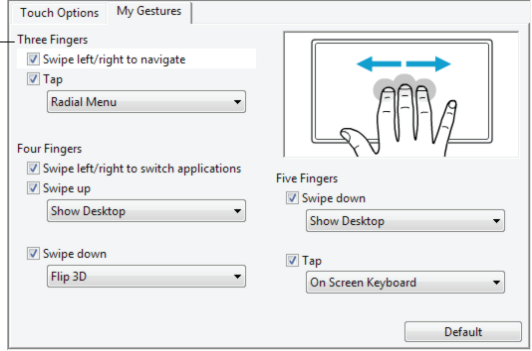 Touch Options
My Gestures
Three Fingers
Swipe left/right to navigate
Tap
Radial Menu
Four Fingers
Swipe left/right to switch applications
Swipe up
Show Desktop
Swipe down
Flip 3D
Five Fingers
Swipe down
Show Desktop
Tap
On Screen Keyboard
Default